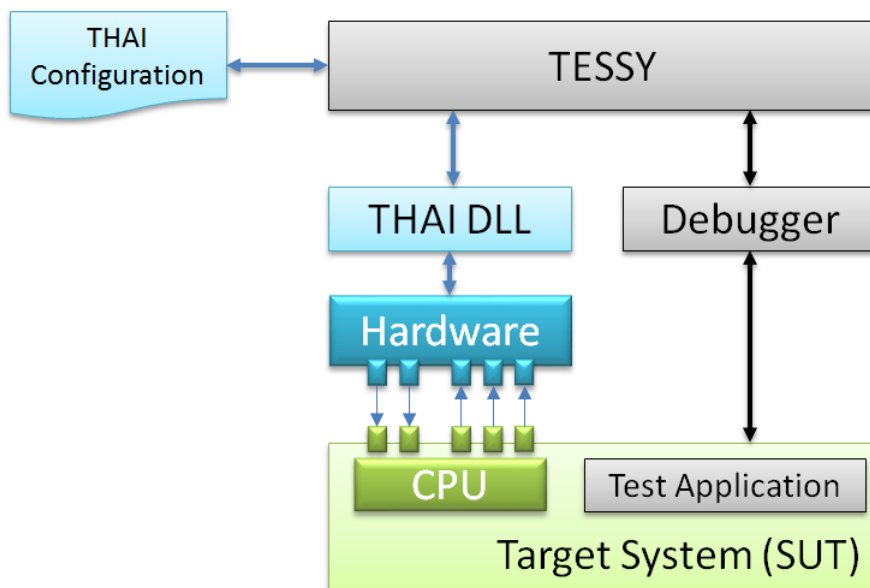 THAI
Configuration
TESSY
THAI DLL
Debugger
Hardware
CPU
Test Application
Target System (SUT)